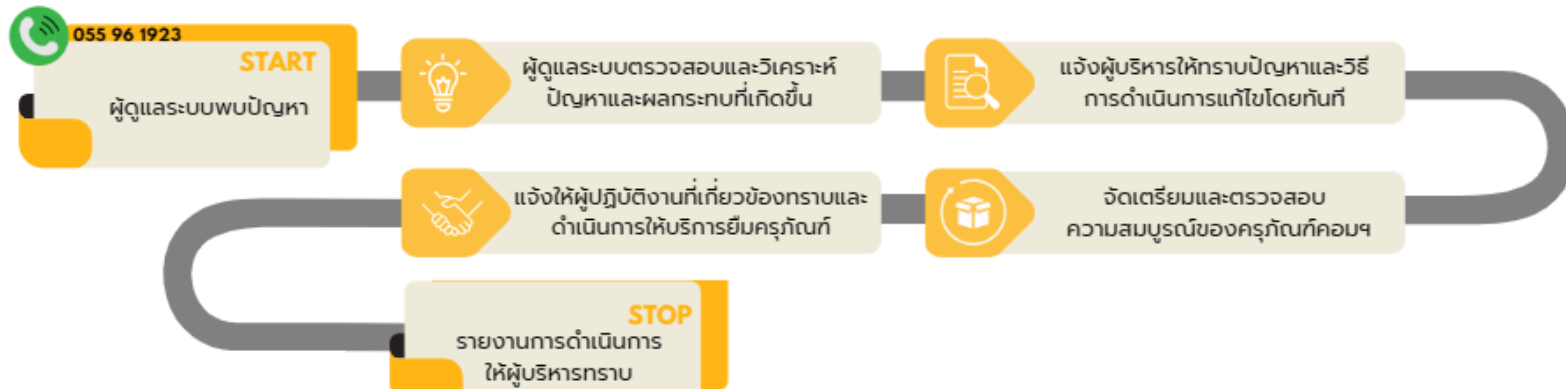 055 96 1923
START
ผู้ดูแลระบบพบปัญหา
ผู้ดูแลระบบตรวจสอบและวิเคราะห์
ปัญหาและผลกระทบที่เกิดขึ้น
แจ้งผู้บริหารให้ทราบปัญหาและวิธี
การดำเนินการแก้ไขโดยทันที
จัดเตรียมและตรวจสอบ
ความสมบูรณ์ของครุภัณฑ์คอมฯ
แจ้งให้ผู้ปฏิบัติงานที่เกี่ยวข้องทราบและ
ดำเนินการให้บริการยืมครุภัณฑ์
STOP
รายงานการดำเนินการ
ให้ผู้บริหารทราบ